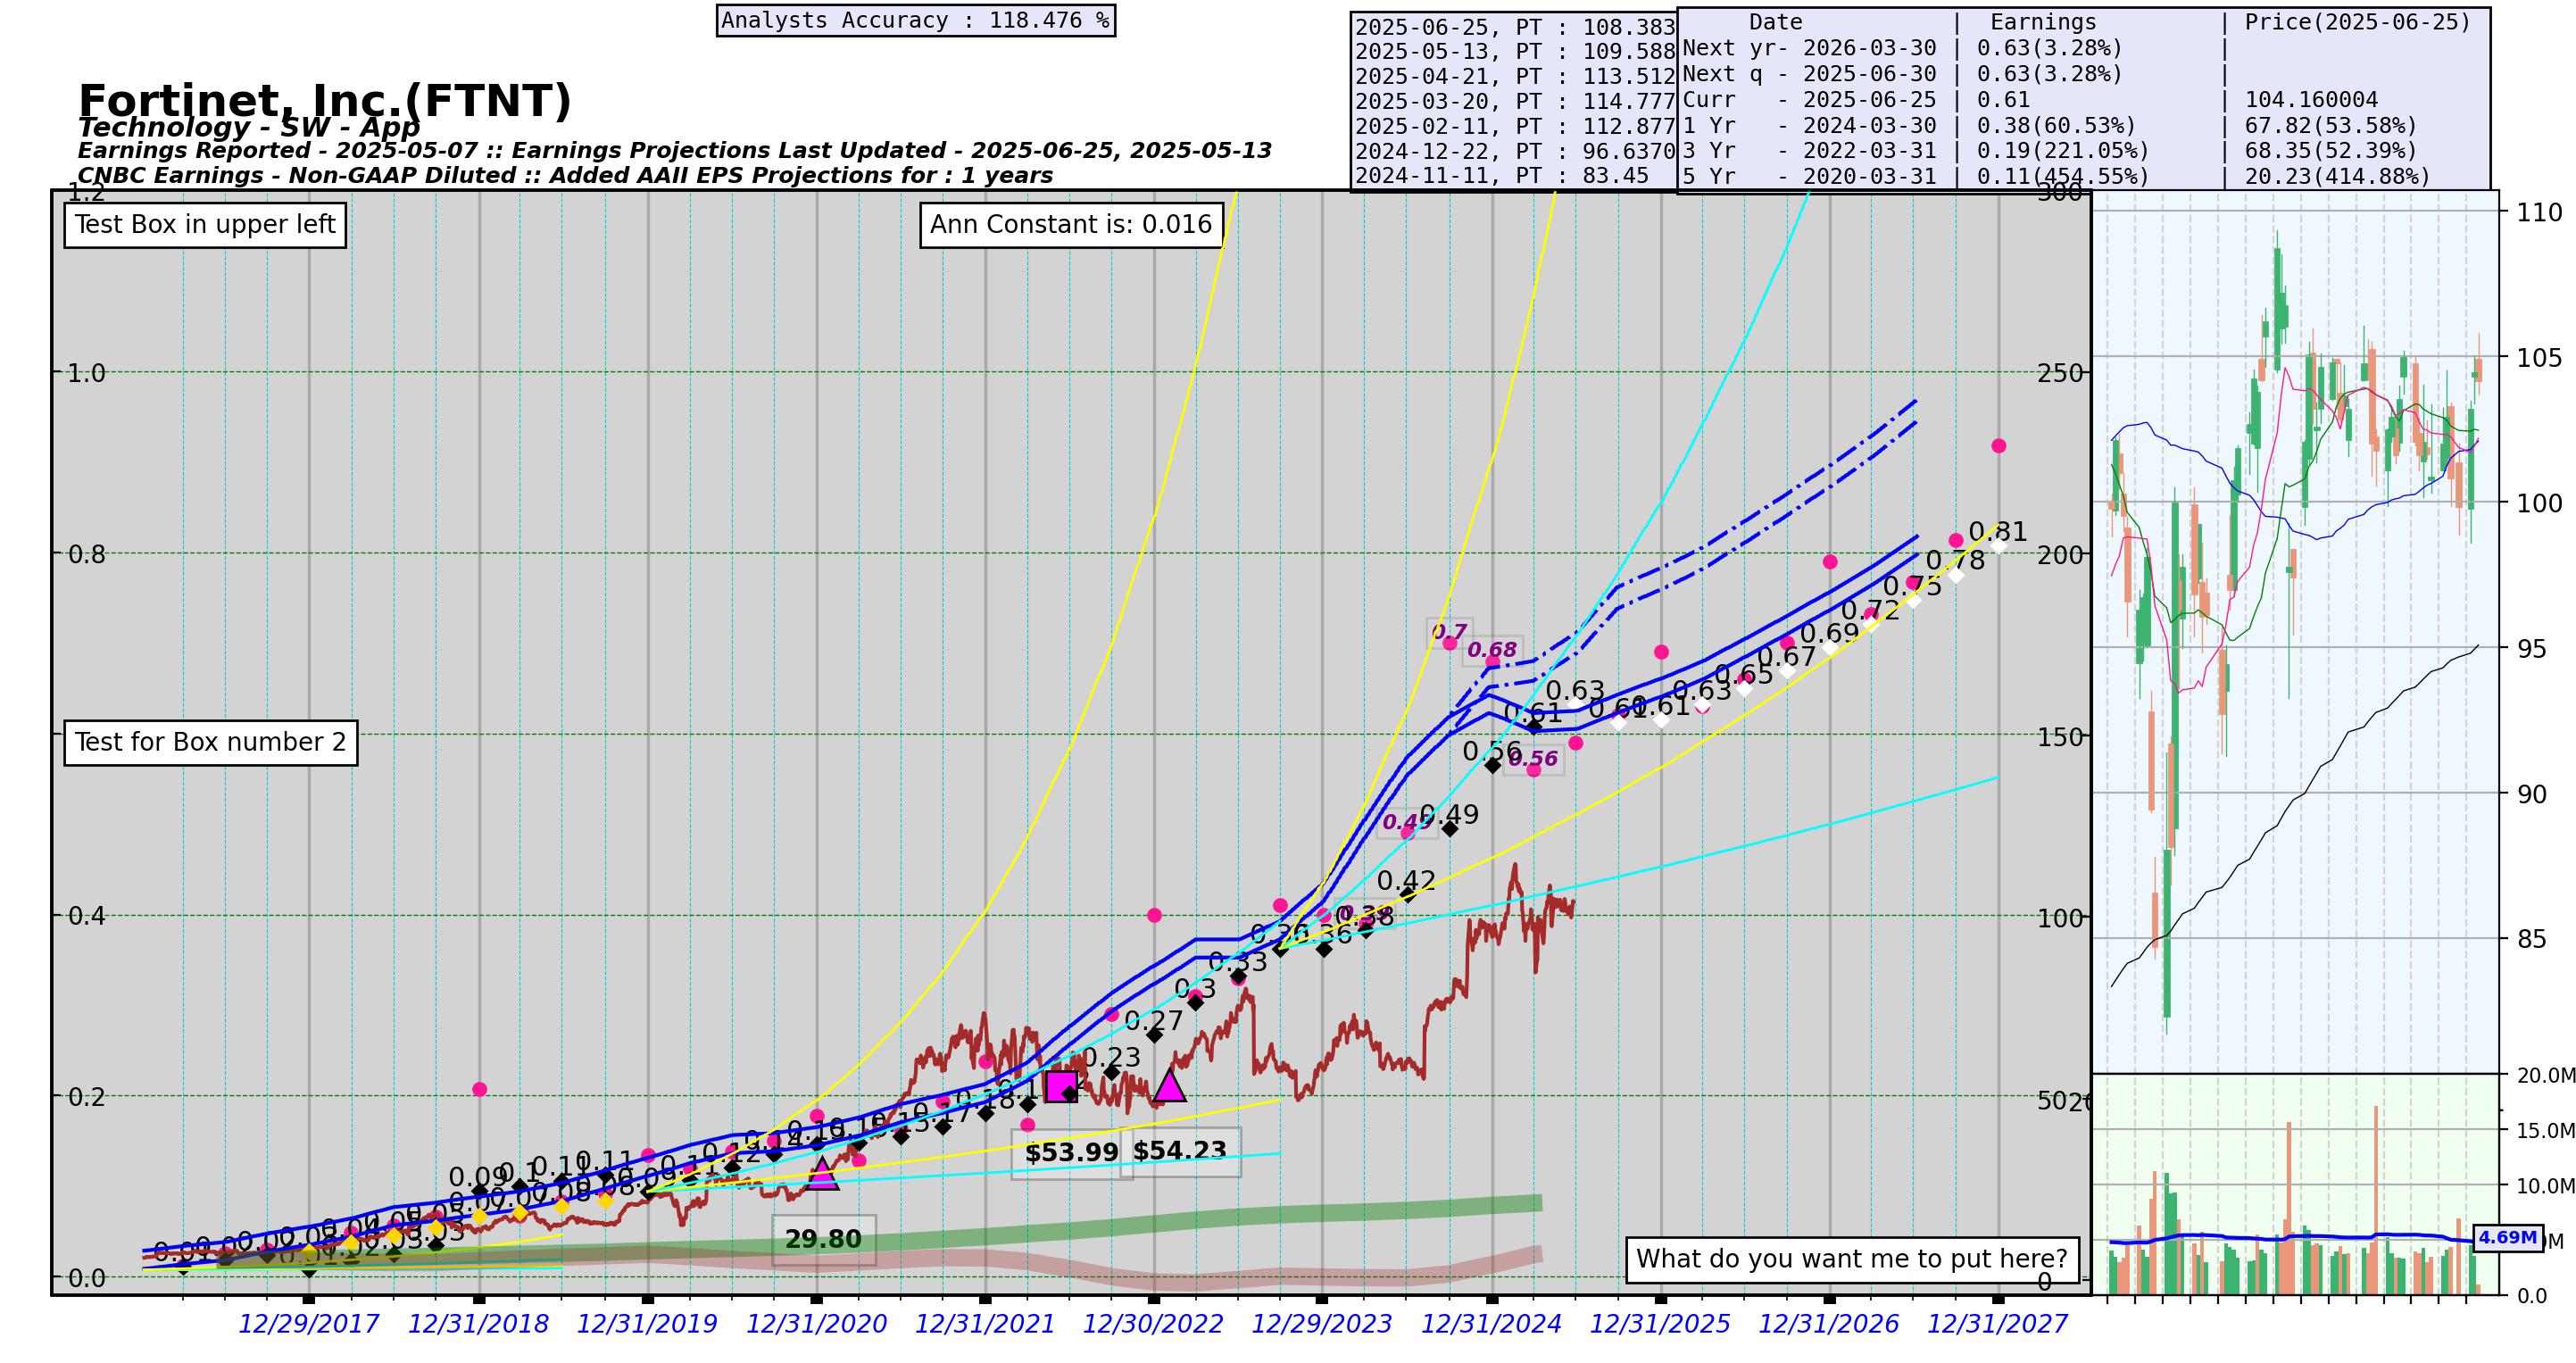 Analysts Accuracy : 118.476 %
2025-06-25, PT : 108.383
2025-05-13, PT : 109.588
2025-04-21, PT : 113.512
2025-03-20, PT : 114.777
2025-02-11, PT : 112.877
2024-12-22, PT : 96.6370
2024-11-11, PT : 83.45
Date | Earnings | Price(2025-06-25)
Next yr- 2026-03-30 | 0.63(3.28%) |
Next q - 2025-06-30 | 0.63(3.28%) |
Curr - 2025-06-25 | 0.61 | 104.160004
1 Yr - 2024-03-30 | 0.38(60.53%) | 67.82(53.58%)
3 Yr - 2022-03-31 | 0.19(221.05%) | 68.35(52.39%)
5 Yr - 2020-03-31 | 0.11(454.55%) | 20.23(414.88%)
Fortinet, Inc.(FTNT)
Technology - SW - App
Earnings Reported - 2025-05-07 :: Earnings Projections Last Updated - 2025-06-25, 2025-05-13
CNBC Earnings - Non-GAAP Diluted :: Added AAII EPS Projections for : 1 years
1.2
300
Test Box in upper left
Ann Constant is: 0.016
110
1.0
250
105
0.8
200
100
0.81
0.78
0.75
0.72
0.69
0.67
0.65
0.63
0.61
0.63
0.61
0.7
0.68
95
Test for Box number 2
150
0.56
0.56
90
0.49
0.42
0.4
100
85
0.38
0.36
0.33
0.3
0.27
0.23
0.2
50
20.0M
15.0M
10.0M
4.69M
0.0
$53.99
$54.23
29.80
What do you want me to put here?
0.0
0
12/29/2017
12/31/2018
12/31/2019
12/31/2020
12/31/2021
12/30/2022
12/29/2023
12/31/2024
12/31/2025
12/31/2026
12/31/2027